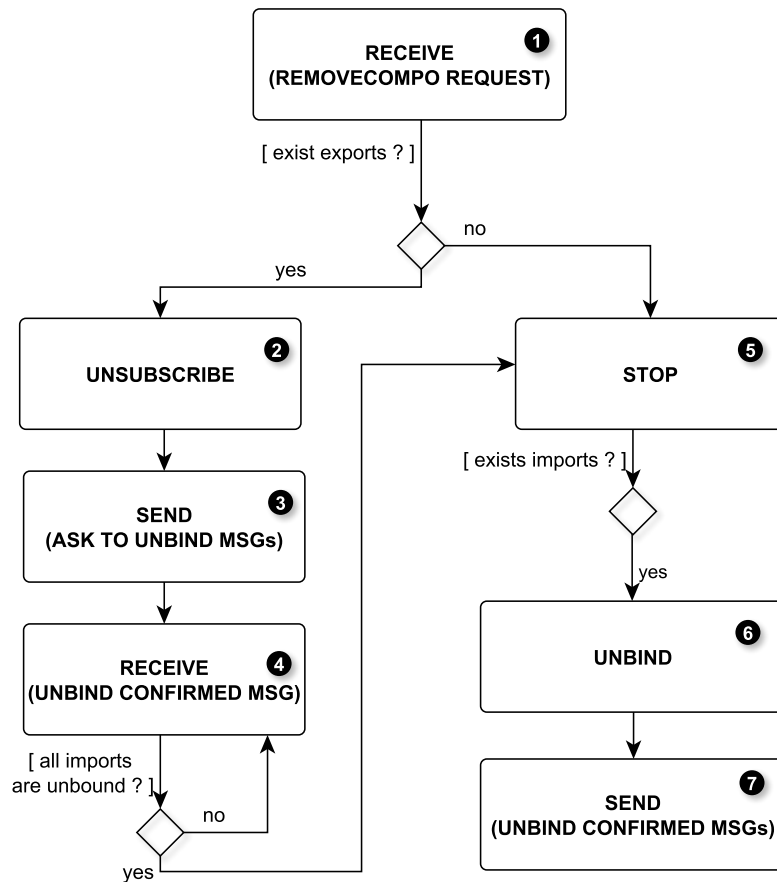 1
RECEIVE
(REMOVECOMPO REQUEST)
[ exist exports ? ]
no
yes
2
UNSUBSCRIBE
5
STOP
[ exists imports ? ]
3
SEND
(ASK TO UNBIND MSGs)
yes
4
RECEIVE
(UNBIND CONFIRMED MSG)
6
UNBIND
[ all imports
are unbound ? ]
no
yes
7
SEND
(UNBIND CONFIRMED MSGs)